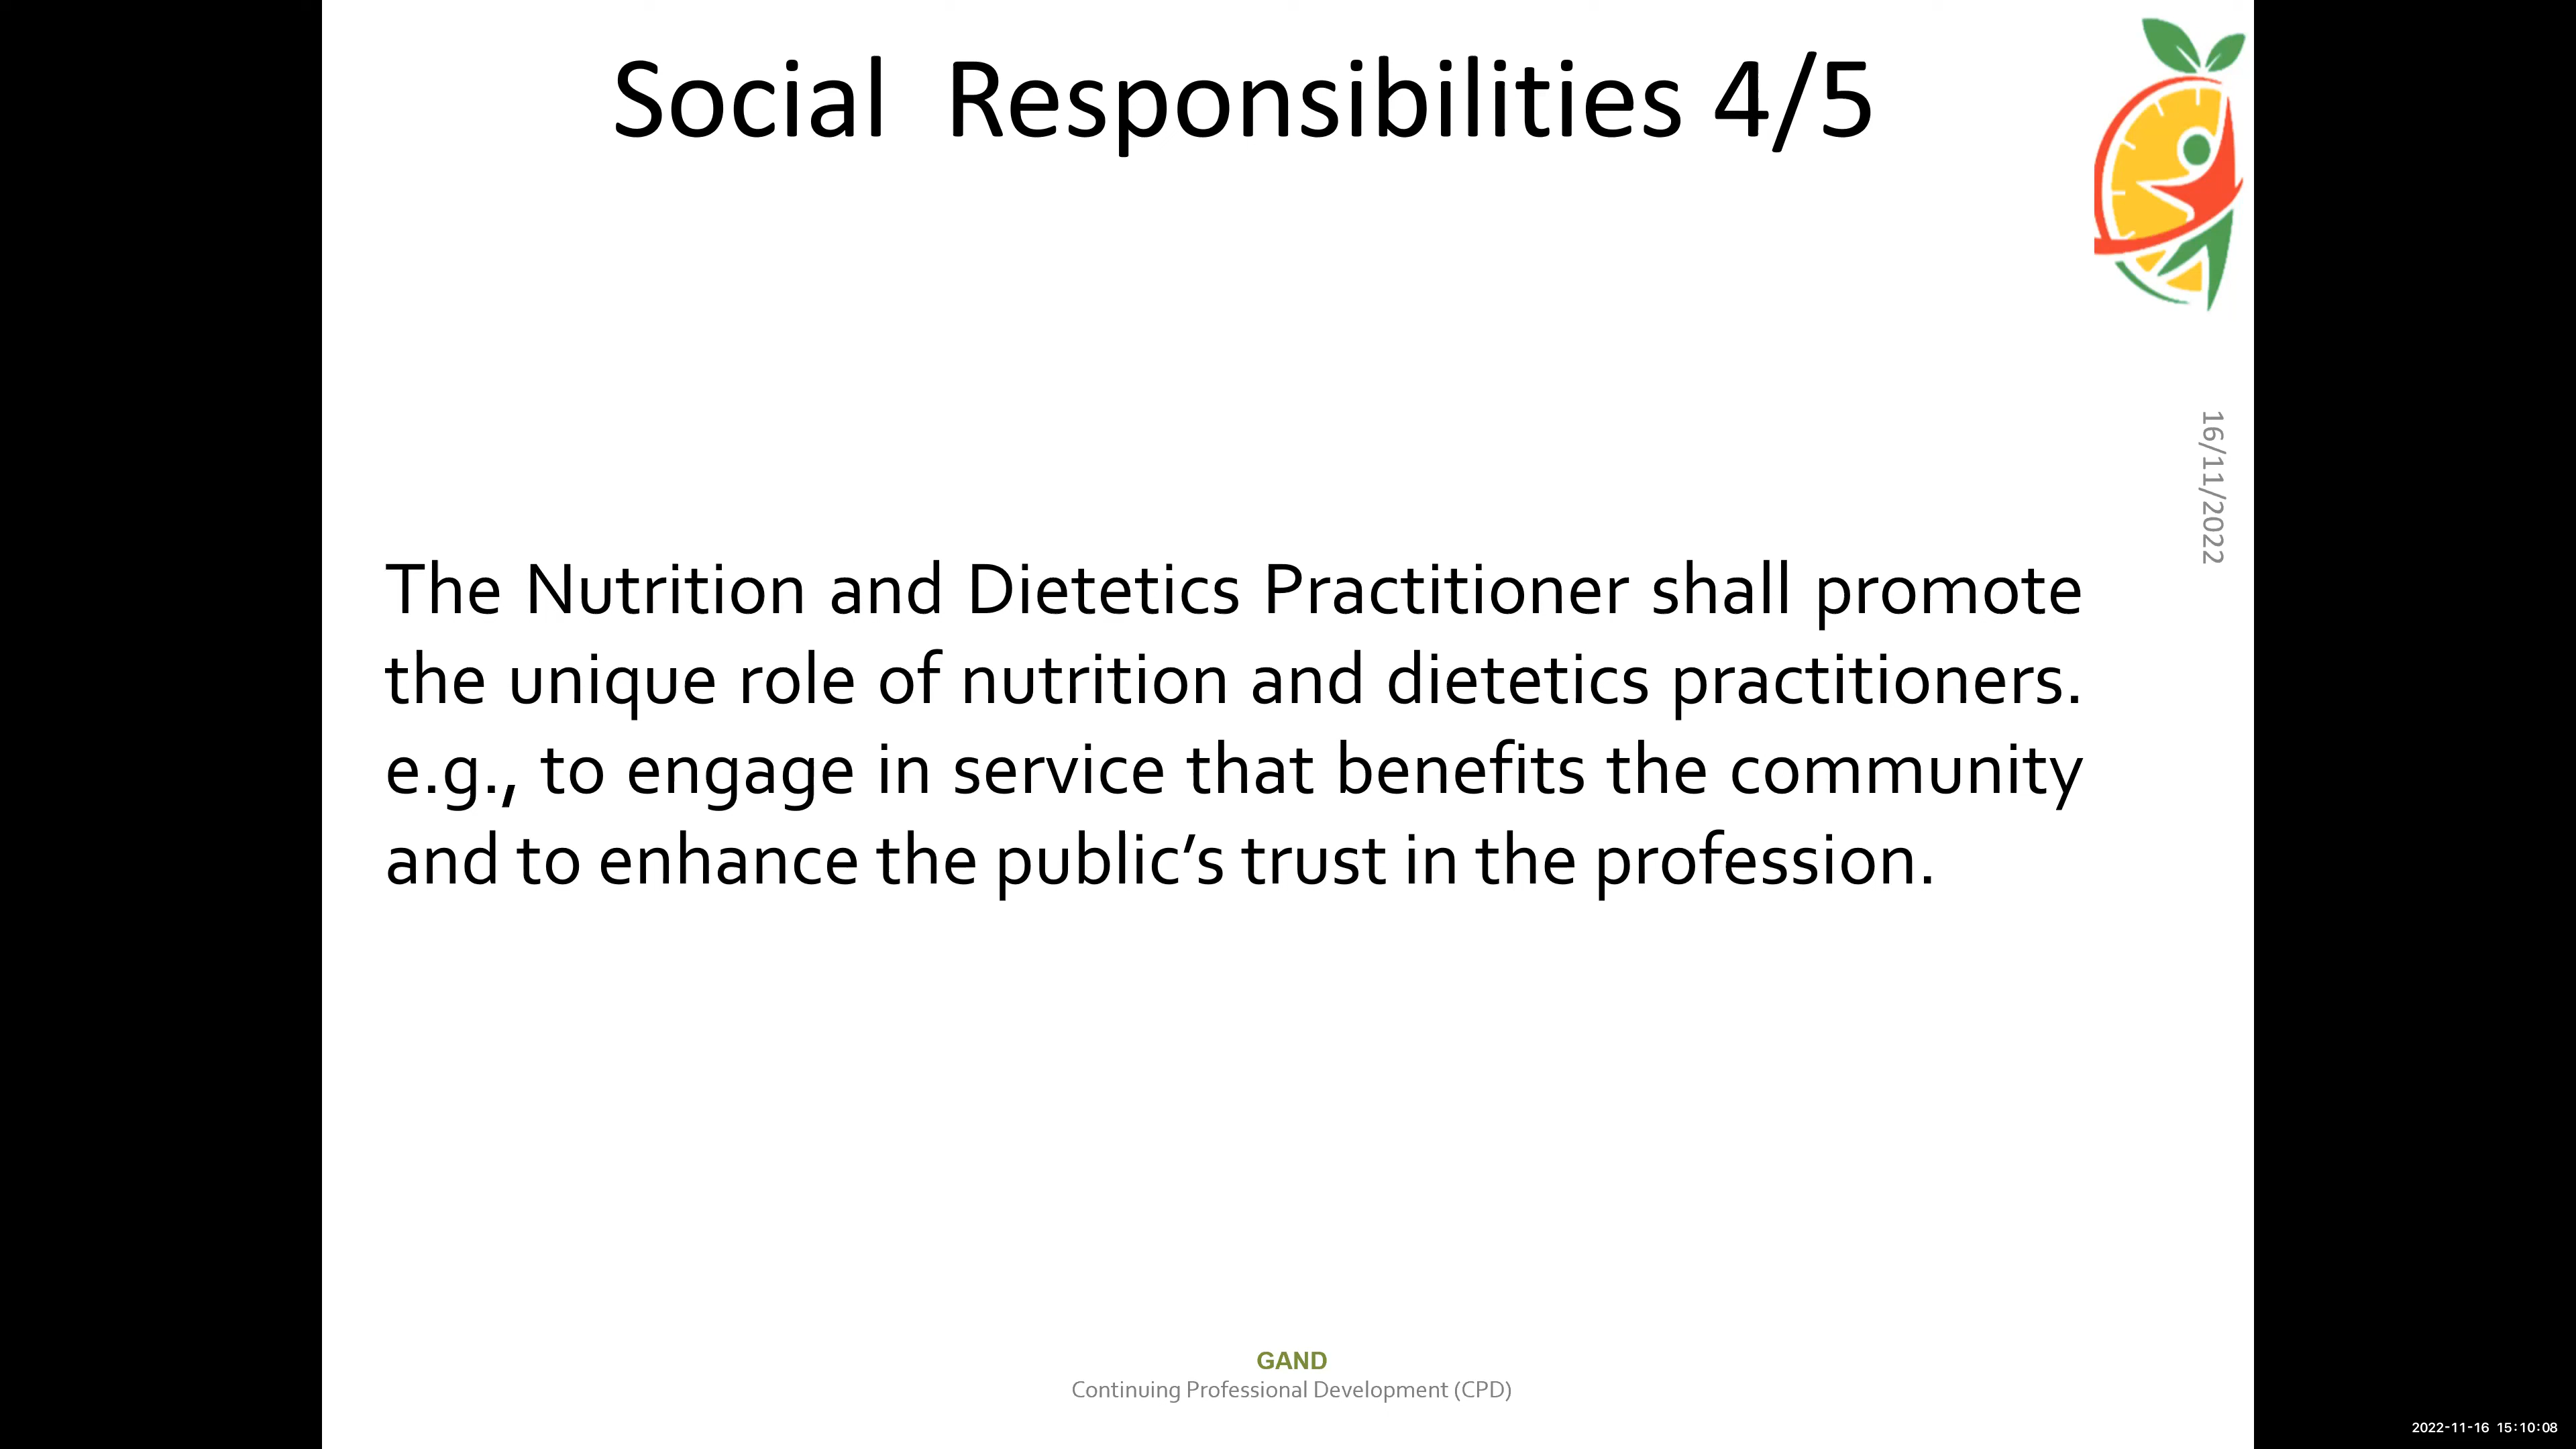 Social  Responsibilities 4/5
16/11/2022
The Nutrition and Dietetics Practitioner shall promote
the unique role of nutrition and dietetics practitioners.
e.g., to engage in service that benefits the community
and to enhance the public’s trust in the profession.
GAND
Continuing Professional Development (CPD)
2022-11-16 15:10:08